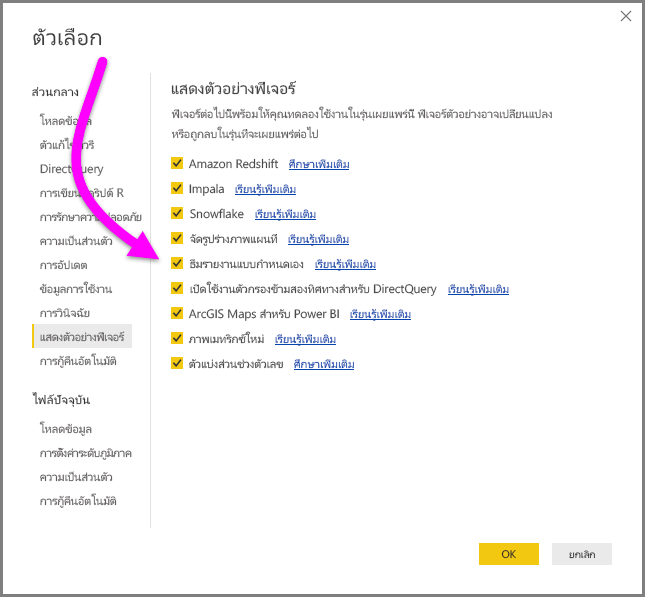 ตัวเลือก
ส่วนกลาง
โหลดข้อมูล
DirectQuery
การรักษาความปลอดภัย
ความเป็นส่วนตัว
การอัปเดต
ข้อมูลการใช้งาน
การวินิจฉัย
แสดงตัวอย่างฟีเจอร์
การกู้คืนอัตโนมัติ
ไฟล์ปัจจุบัน
โหลดข้อมูล
การตั้งค่าระดับภูมิภาค
ความเป็นส่วนตัว
การกู้คืนอัตโนมัติ
แสดงตัวอย่างฟีเจอร์
ฟีเจอร์ต่อไปนี้พร้อมให้คุณทดลองใช้งานในรุ่นเผยแพร่นี้ ฟีเจอร์ตัวอย่างอาจเปลี่ยนแปลง
หรือถูกลบในรุ่นที่จะเผยแพร่ต่อไป
Amazon Redshift ศึกษาเพิ่มเติม
Impala เรียนรู้เพิ่มเติม
Snowflake เรียนรู้เพิ่มเติม
จัดรูปร่างภาพแผนที่ เรียนรู้เพิ่มเติม
ธีมรายงานแบบกำหนดเอง เรียนรู้เพิ่มเติม
เปิดใช้งานตัวกรองข้ามสองทิศทางสำหรับ DirectQuery เรียนรู้เพิ่มเติม
ArcGIS Maps สำหรับ Power BI เรียนรู้เพิ่มเติม
ภาพเมทริกซ์ใหม่ เรียนรู้เพิ่มเติม
ตัวแบ่งส่วนช่วงตัวเลข ศึกษาเพิ่มเติม
OK
ยกเลิก